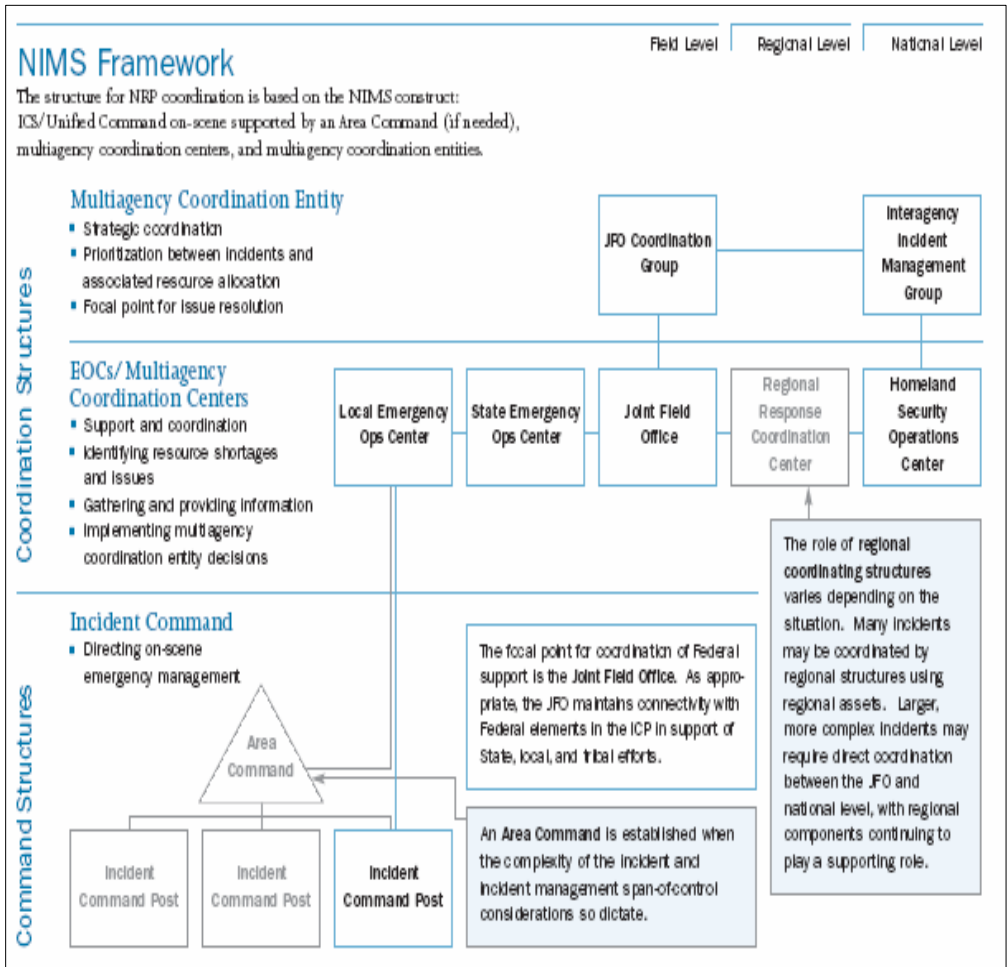 Field Level
Regional Level
National Level
NIMS Framework
The structure for NRP coordination is based on the NIMS construct:
ICS/Unified Command on-scene supported by an Area Command (if needed),
multiagency coordination centers, and multiagency coordination entities.
Coordination Structures
Multiagency Coordination Entity
▪ Strategic coordination
▪ Prioritization between incidents and
associated resource allocation
▪ Focal point for issue resolution
JFO Coordination
Group
Interagency
Incident
Management
Group
EOCs/Multiagency
Coordination Centers
▪ Support and coordination
▪ Identifying resource shortages
and issues
▪ Gathering and providing information
▪ Implementing multiagency
coordination entity decisions
Local Emergency
Ops Center
State Emergency
Ops Center
Joint Field
Office
Regional
Response
Coordination
Center
Homeland
Security
Operations
Center
The role of regional
coordinating structures
varies depending on the
situation. Many incidents
may be coordinated by
regional structures using
regional assets. Larger,
more complex incidents may
require direct coordination
between the JFO and
national level, with regional
components continuing to
play a supporting role.
Command Structures
Incident Command
▪ Directing on-scene
emergency management
Area
Command
The focal point for coordination of Federal
support is the Joint Field Office. As appro-
priate, the JFO maintains connectivity with
Federal elements in the ICP in support of
State, local, and tribal efforts.
Incident
Command Post
Incident
Command Post
Incident
Command Post
An Area Command is established when
the complexity of the incident and
incident management span-of-control
considerations so dictate.